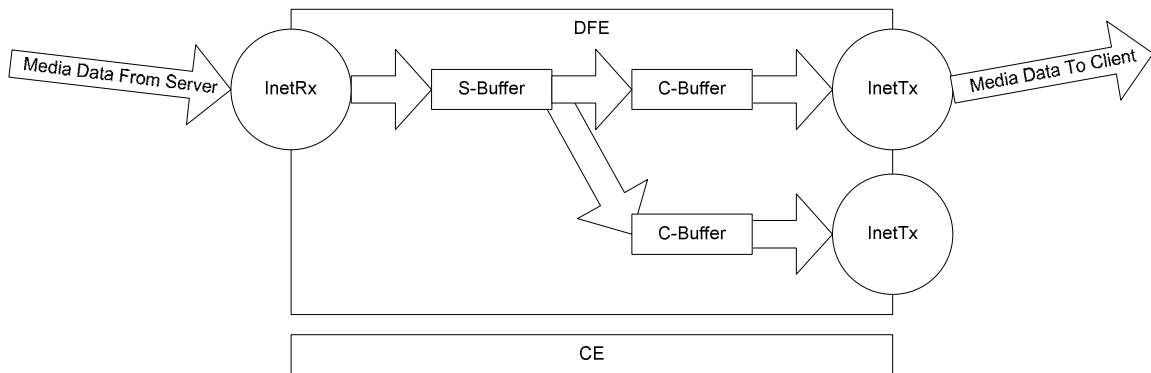 DFE
Media Data From Server
InetRx
S-Buffer
C-Buffer
InetTx
Media Data To Client
C-Buffer
InetTx
CE